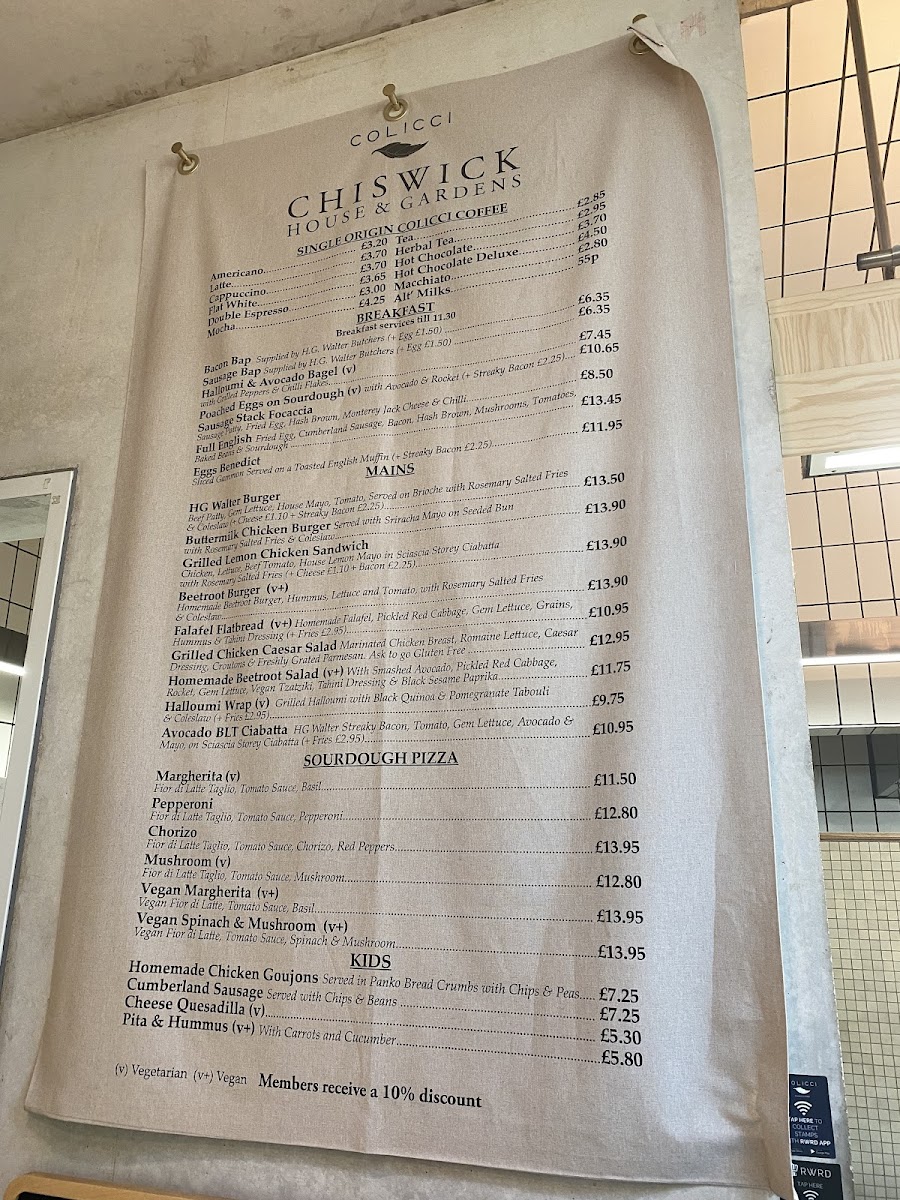 COLICCI
CHISWICK
HOUSE & GARDENS
SINGLE ORIGIN COLICCI COFFEE
Americano £3.20 Tea £2.85
Latte £3.70 Herbal Tea £2.95
Cappuccino £3.70 Hot Chocolate £3.70
Flat White £3.65 Hot Chocolate Deluxe £4.50
Double Espresso £3.00 Macchiato £2.80
Mocha £4.25 Alt' Milks 55p
BREAKFAST
Breakfast services till 11.30
Bacon Bap Supplied by H.G. Walter Butchers (+ Egg £1.50) £6.35
Sausage Bap Supplied by H.G. Walter Butchers (+ Egg £1.50) £6.35
Halloumi & Avocado Bagel (v)
with Grilled Peppers & Chilli Flakes £7.45
Poached Eggs on Sourdough (v) with Avocado & Rocket (+ Streaky Bacon £2.25) £10.65
Sausage Stack Focaccia
Sausage Patty, Fried Egg, Hash Brown, Monterey Jack Cheese & Chilli £8.50
Full English Fried Egg, Cumberland Sausage, Bacon, Hash Brown, Mushrooms, Tomatoes,
Baked Beans & Sourdough £13.45
Eggs Benedict
Sliced Gammon Served on a Toasted English Muffin (+ Streaky Bacon £2.25) £11.95
MAINS
HG Walter Burger
Beef Patty, Gem Lettuce, House Mayo, Tomato, Served on Brioche with Rosemary Salted Fries
& Coleslaw (+ Cheese £1.10 + Streaky Bacon £2.25) £13.50
Buttermilk Chicken Burger Served with Sriracha Mayo on Seeded Bun
with Rosemary Salted Fries & Coleslaw £13.90
Grilled Lemon Chicken Sandwich
Chicken, Lettuce, Beef Tomato, House Lemon Mayo in Sciascia Storey Ciabatta
with Rosemary Salted Fries (+ Cheese £1.10 + Bacon £2.25) £13.90
Beetroot Burger (v+)
Homemade Beetroot Burger, Hummus, Lettuce and Tomato, with Rosemary Salted Fries
& Coleslaw £13.90
Falafel Flatbread (v+) Homemade Falafel, Pickled Red Cabbage, Gem Lettuce, Grains,
Hummus & Tahini Dressing (+ Fries £2.95) £10.95
Grilled Chicken Caesar Salad Marinated Chicken Breast, Romaine Lettuce, Caesar
Dressing, Croutons & Freshly Grated Parmesan. Ask to go Gluten Free £12.95
Homemade Beetroot Salad (v+) With Smashed Avocado, Pickled Red Cabbage,
Rocket, Gem Lettuce, Vegan Tzatziki, Tahini Dressing & Black Sesame Paprika £11.75
Halloumi Wrap (v) Grilled Halloumi with Black Quinoa & Pomegranate Tabouli
& Coleslaw (+ Fries £2.95) £9.75
Avocado BLT Ciabatta HG Walter Streaky Bacon, Tomato, Gem Lettuce, Avocado &
Mayo, on Sciascia Storey Ciabatta (+ Fries £2.95) £10.95
SOURDOUGH PIZZA
Margherita (v)
Fior di Latte Taglio, Tomato Sauce, Basil £11.50
Pepperoni
Fior di Latte Taglio, Tomato Sauce, Pepperoni £12.80
Chorizo
Fior di Latte Taglio, Tomato Sauce, Chorizo, Red Peppers £13.95
Mushroom (v)
Fior di Latte Taglio, Tomato Sauce, Mushroom £12.80
Vegan Margherita (v+)
Vegan Fior di Latte, Tomato Sauce, Basil £13.95
Vegan Spinach & Mushroom (v+)
Vegan Fior di Latte, Tomato Sauce, Spinach & Mushroom £13.95
KIDS
Homemade Chicken Goujons Served in Panko Bread Crumbs with Chips & Peas £7.25
Cumberland Sausage Served with Chips & Beans £7.25
Cheese Quesadilla (v) £5.30
Pita & Hummus (v+) With Carrots and Cucumber £5.80
(v) Vegetarian (v+) Vegan Members receive a 10% discount
OLICCI
TAP HERE TO
COLLECT
STAMPS
RWRD APP
RWRD
TAP HERE